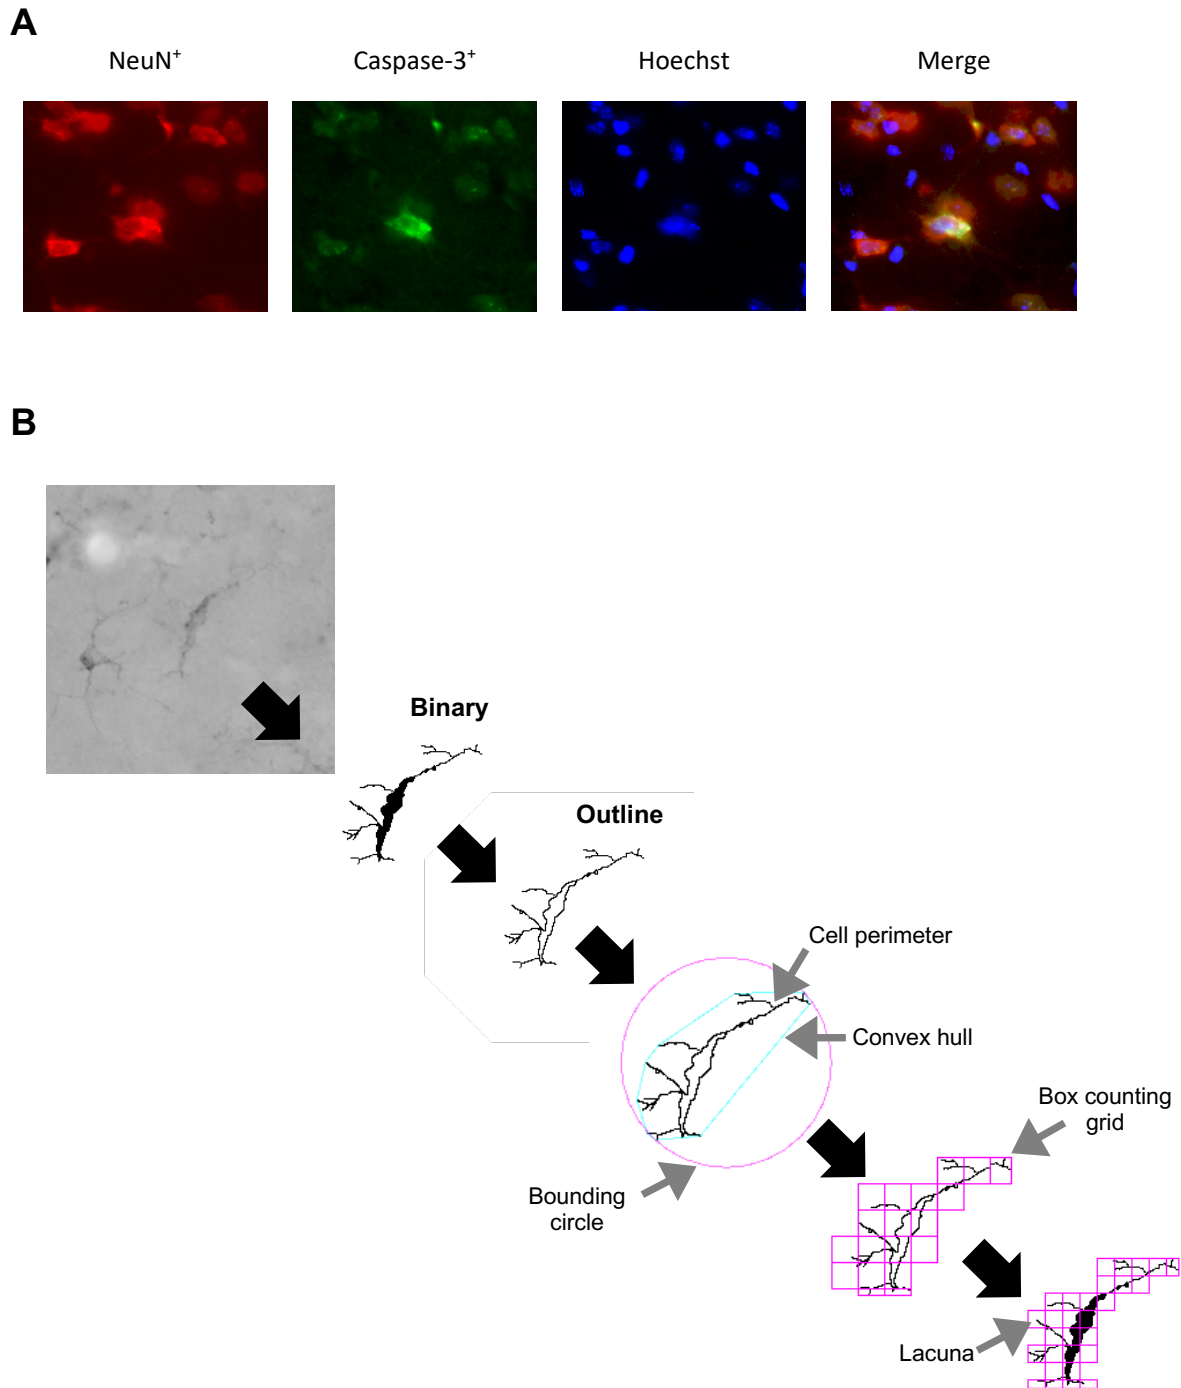 A
NeuN⁺
Caspase-3⁺
Hoechst
Merge
B
Binary
Outline
Cell perimeter
Convex hull
Box counting
grid
Bounding
circle
Lacuna